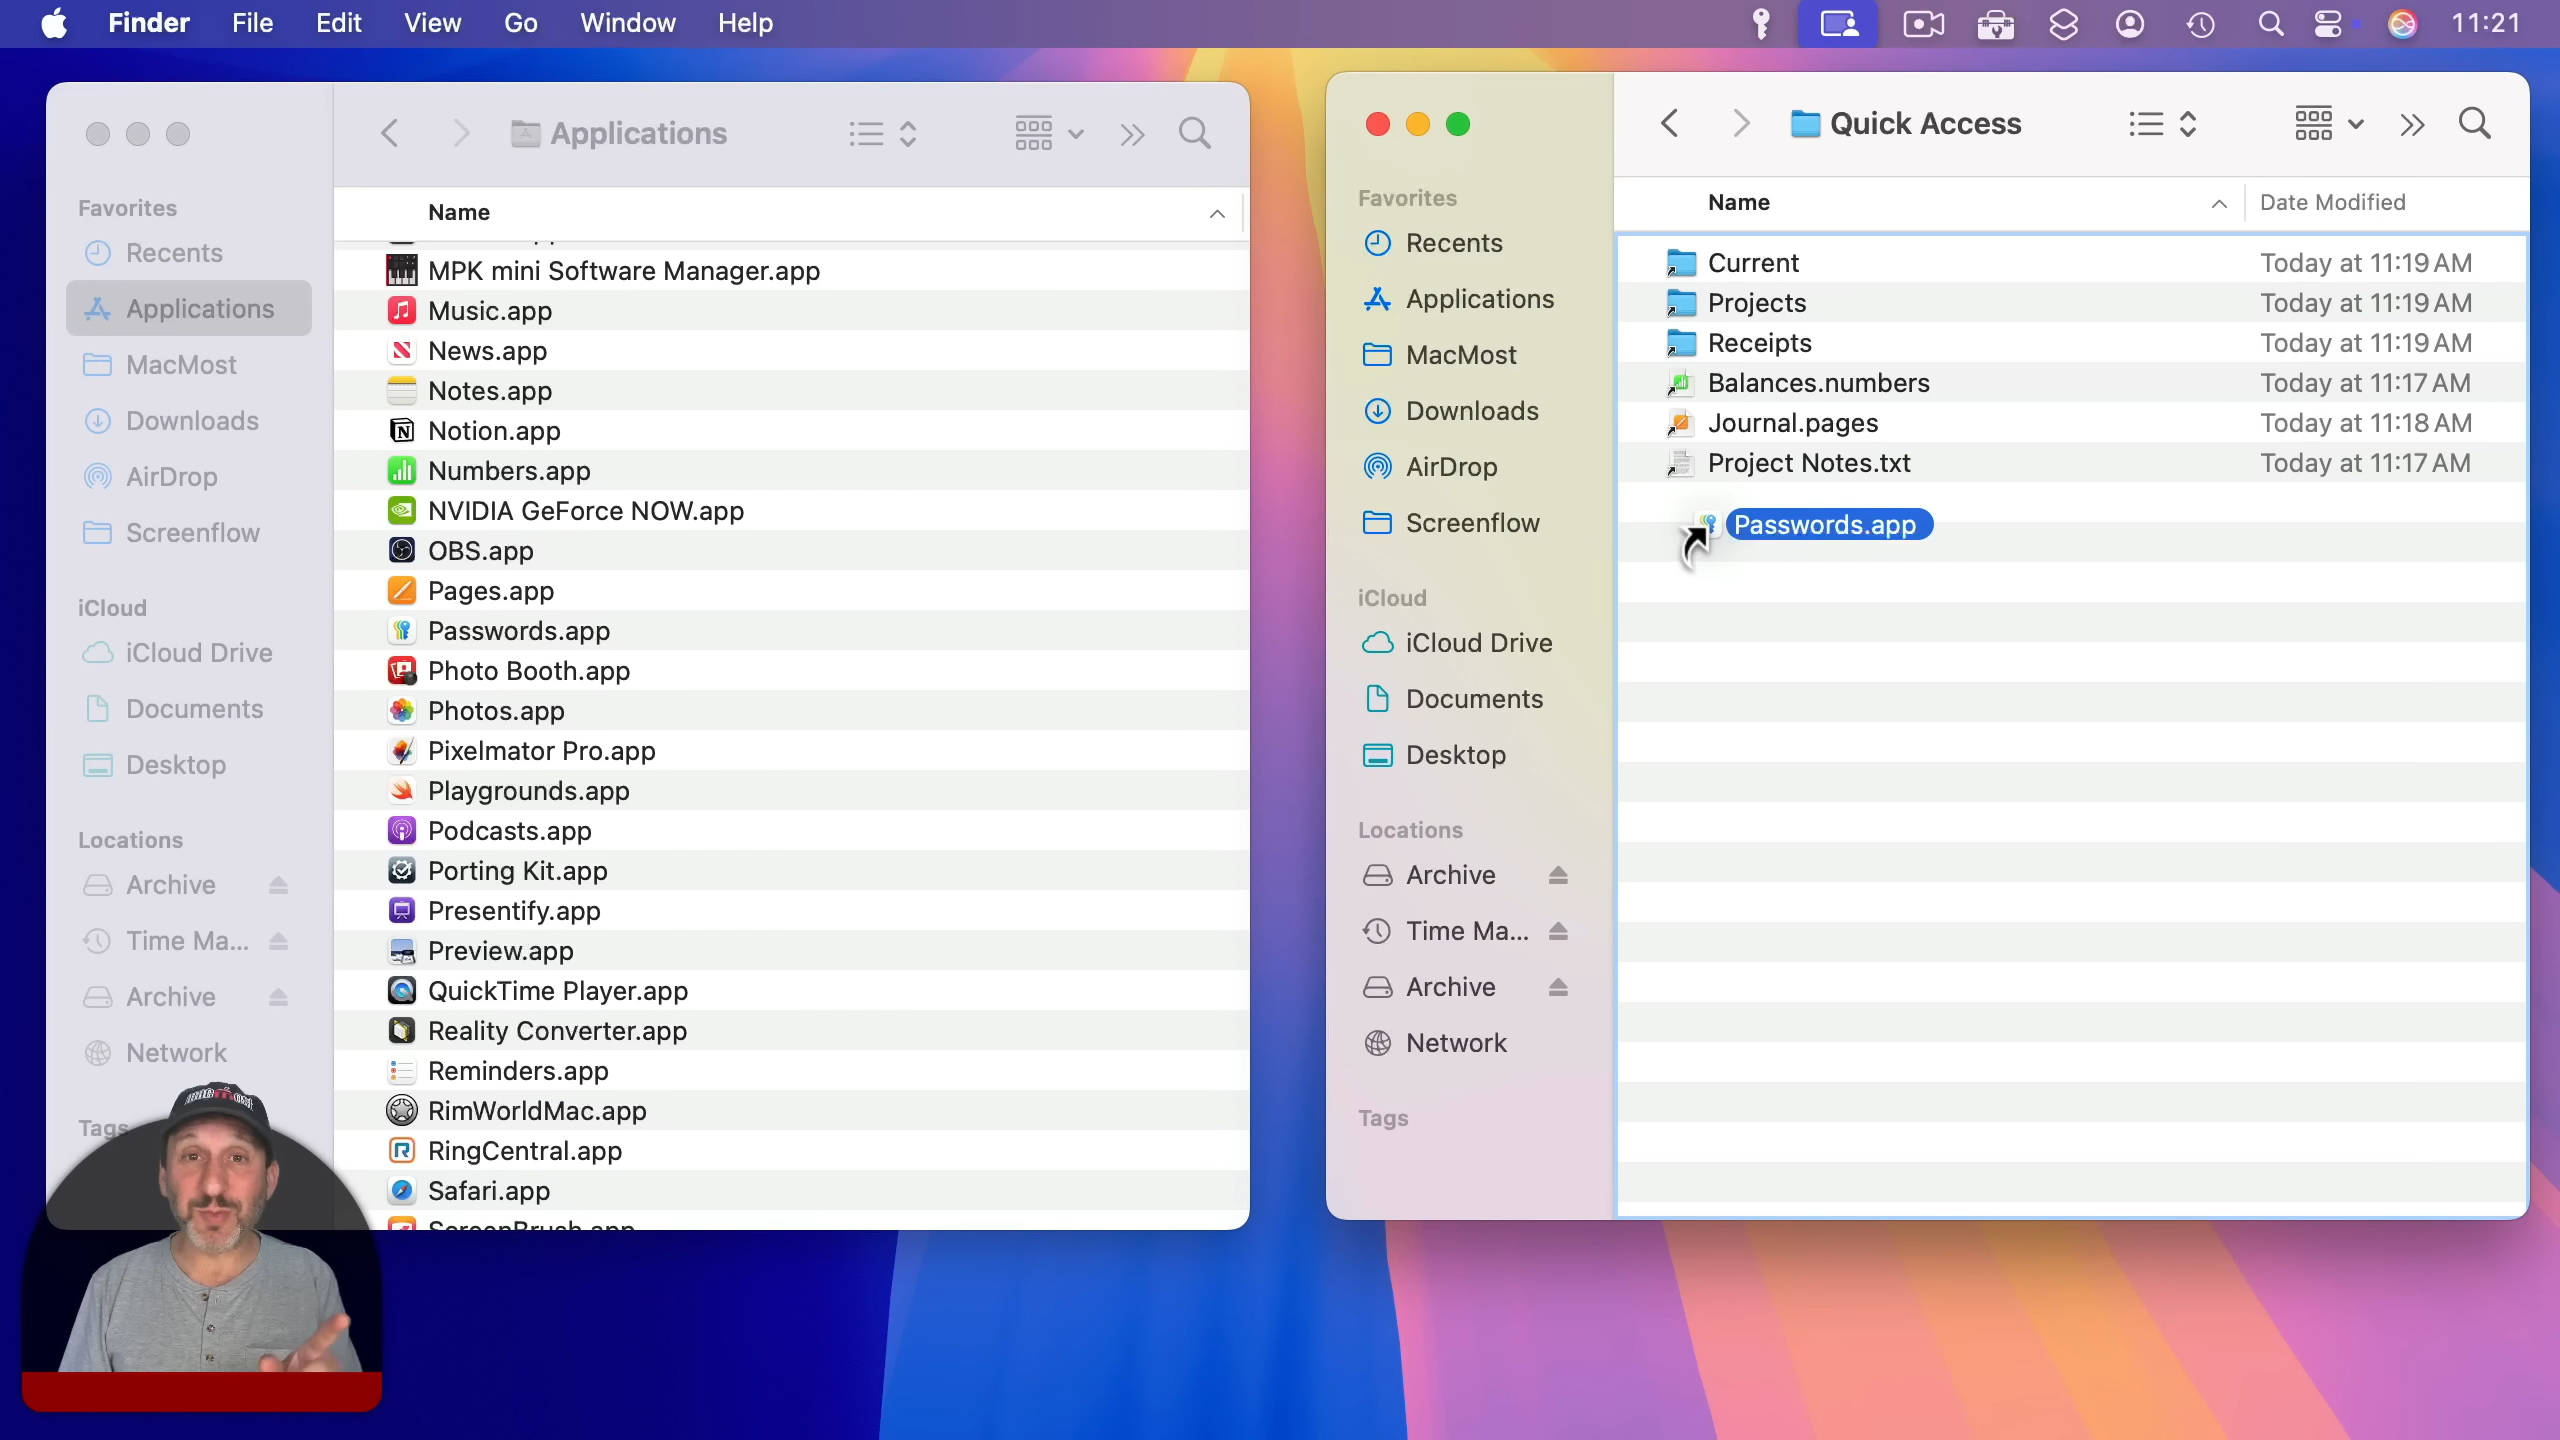 Finder File Edit View Go Window Help 11:21
Applications
Favorites
Recents
Applications
MacMost
Downloads
AirDrop
Screenflow
iCloud
iCloud Drive
Documents
Desktop
Locations
Archive
Time Ma...
Archive
Network
Tags
Name
MPK mini Software Manager.app
Music.app
News.app
Notes.app
Notion.app
Numbers.app
NVIDIA GeForce NOW.app
OBS.app
Pages.app
Passwords.app
Photo Booth.app
Photos.app
Pixelmator Pro.app
Playgrounds.app
Podcasts.app
Porting Kit.app
Presentify.app
Preview.app
QuickTime Player.app
Reality Converter.app
Reminders.app
RimWorldMac.app
RingCentral.app
Safari.app
ScreenBrush.app
Quick Access
Favorites
Recents
Applications
MacMost
Downloads
AirDrop
Screenflow
iCloud
iCloud Drive
Documents
Desktop
Locations
Archive
Time Ma...
Archive
Network
Tags
Name Date Modified
Current Today at 11:19 AM
Projects Today at 11:19 AM
Receipts Today at 11:19 AM
Balances.numbers Today at 11:17 AM
Journal.pages Today at 11:18 AM
Project Notes.txt Today at 11:17 AM
Passwords.app